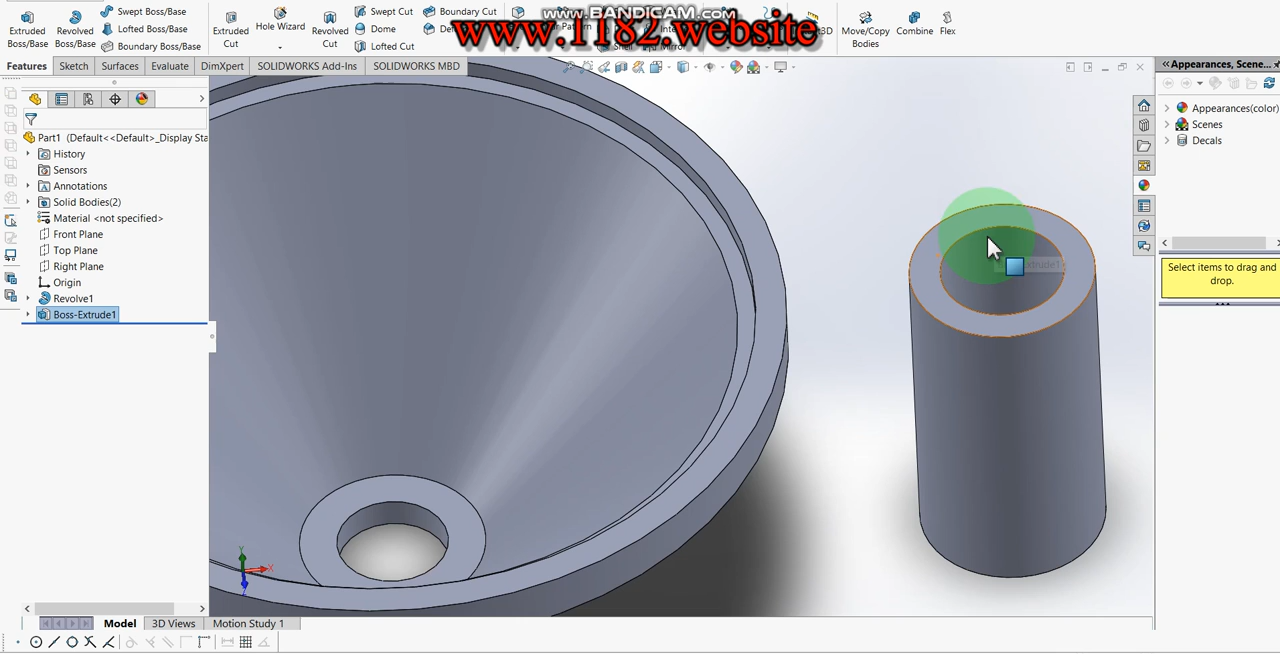 www.BANDICAM.com
www.1182.website
Extruded Boss/Base
Revolved Boss/Base
Swept Boss/Base
Lofted Boss/Base
Boundary Boss/Base
Extruded Cut
Hole Wizard
Revolved Cut
Swept Cut
Dome
Lofted Cut
Boundary Cut
Move/Copy Bodies
Combine
Flex
Features
Sketch
Surfaces
Evaluate
DimXpert
SOLIDWORKS Add-Ins
SOLIDWORKS MBD
Part1 (Default<<Default>_Display Sta
History
Sensors
Annotations
Solid Bodies(2)
Material <not specified>
Front Plane
Top Plane
Right Plane
Origin
Revolve1
Boss-Extrude1
Y
X
Z
Appearances, Scene...
Appearances(color)
Scenes
Decals
Select items to drag and
drop.
Model
3D Views
Motion Study 1